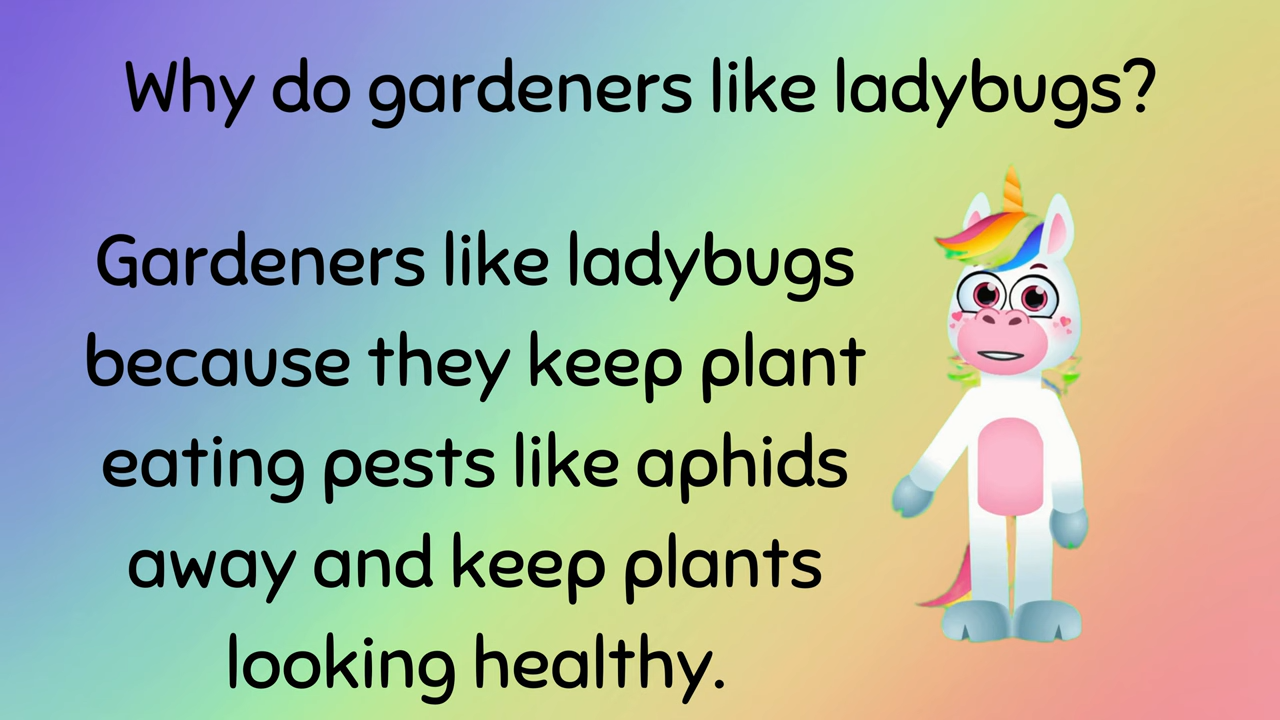 Why do gardeners like ladybugs?
Gardeners like ladybugs
because they keep plant
eating pests like aphids
away and keep plants
looking healthy.